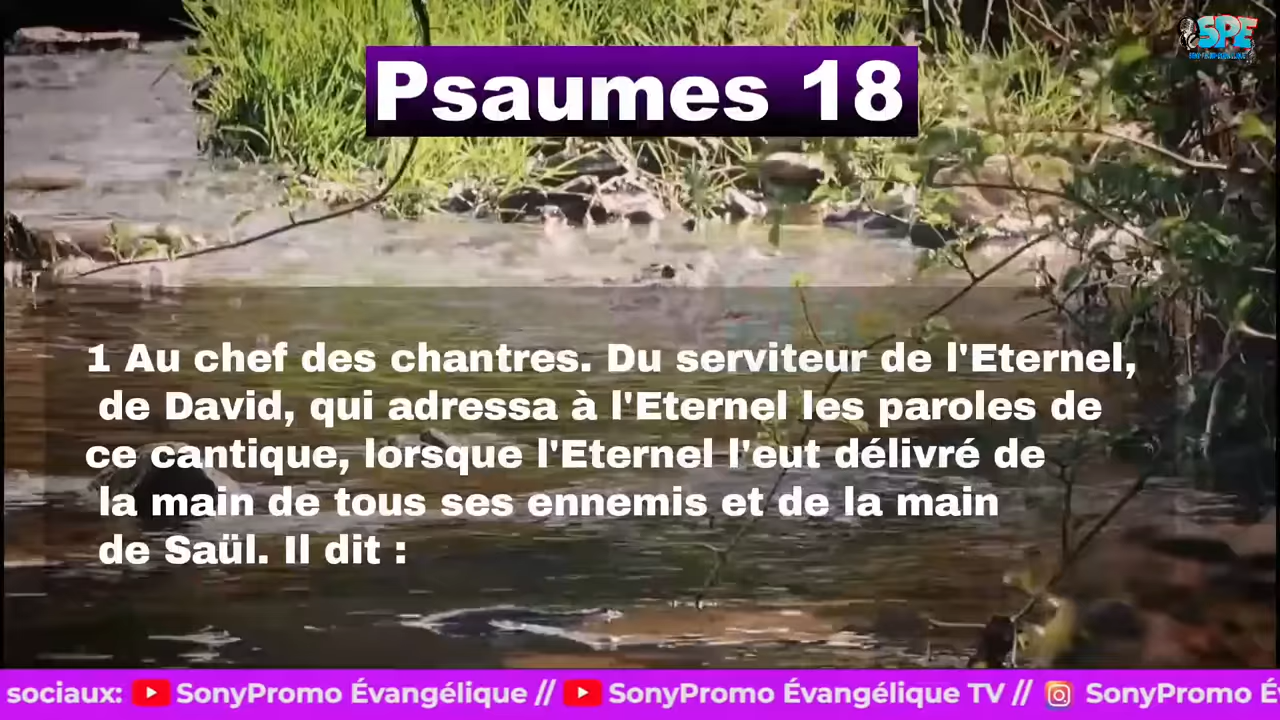 SPE
Psaumes 18
1 Au chef des chantres. Du serviteur de l'Eternel,
de David, qui adressa à l'Eternel les paroles de
ce cantique, lorsque l'Eternel l'eut délivré de
la main de tous ses ennemis et de la main
de Saül. Il dit :
sociaux: SonyPromo Évangélique // SonyPromo Évangélique TV // SonyPromo É